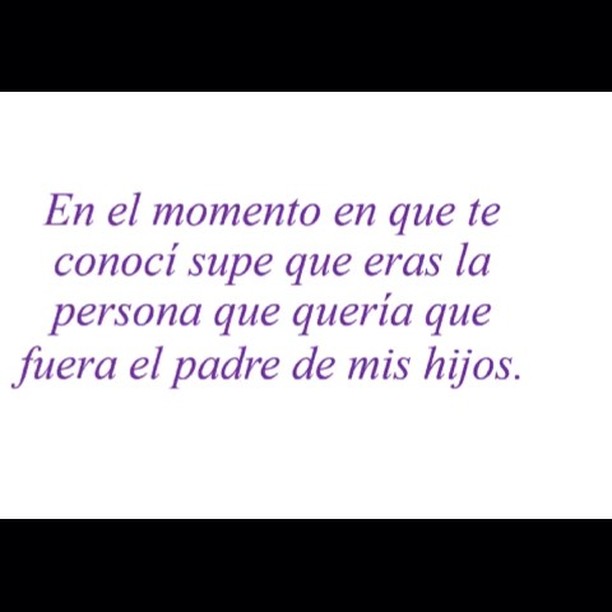 En el momento en que te
conocí supe que eras la
persona que quería que
fuera el padre de mis hijos.